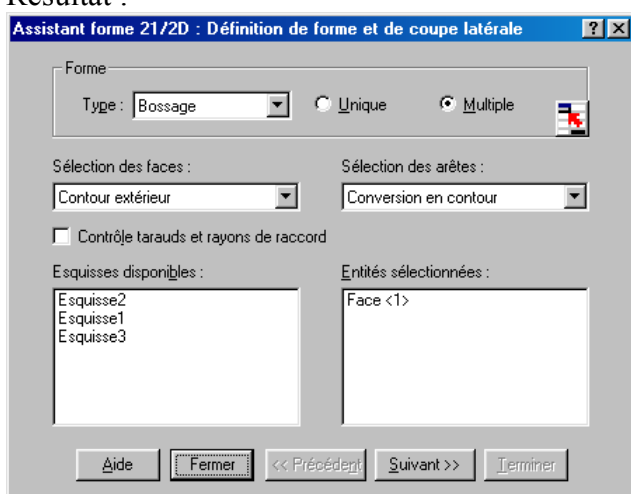 Résultat :
Assistant forme 21/2D : Définition de forme et de coupe latérale
Forme
Type : Bossage Unique Multiple
Sélection des faces : Sélection des arêtes :
Contour extérieur Conversion en contour
Contrôle tarauds et rayons de raccord
Esquisses disponibles : Entités sélectionnées :
Esquisse2 Face <1>
Esquisse1
Esquisse3
Aide Fermer << Précédent Suivant >> Terminer